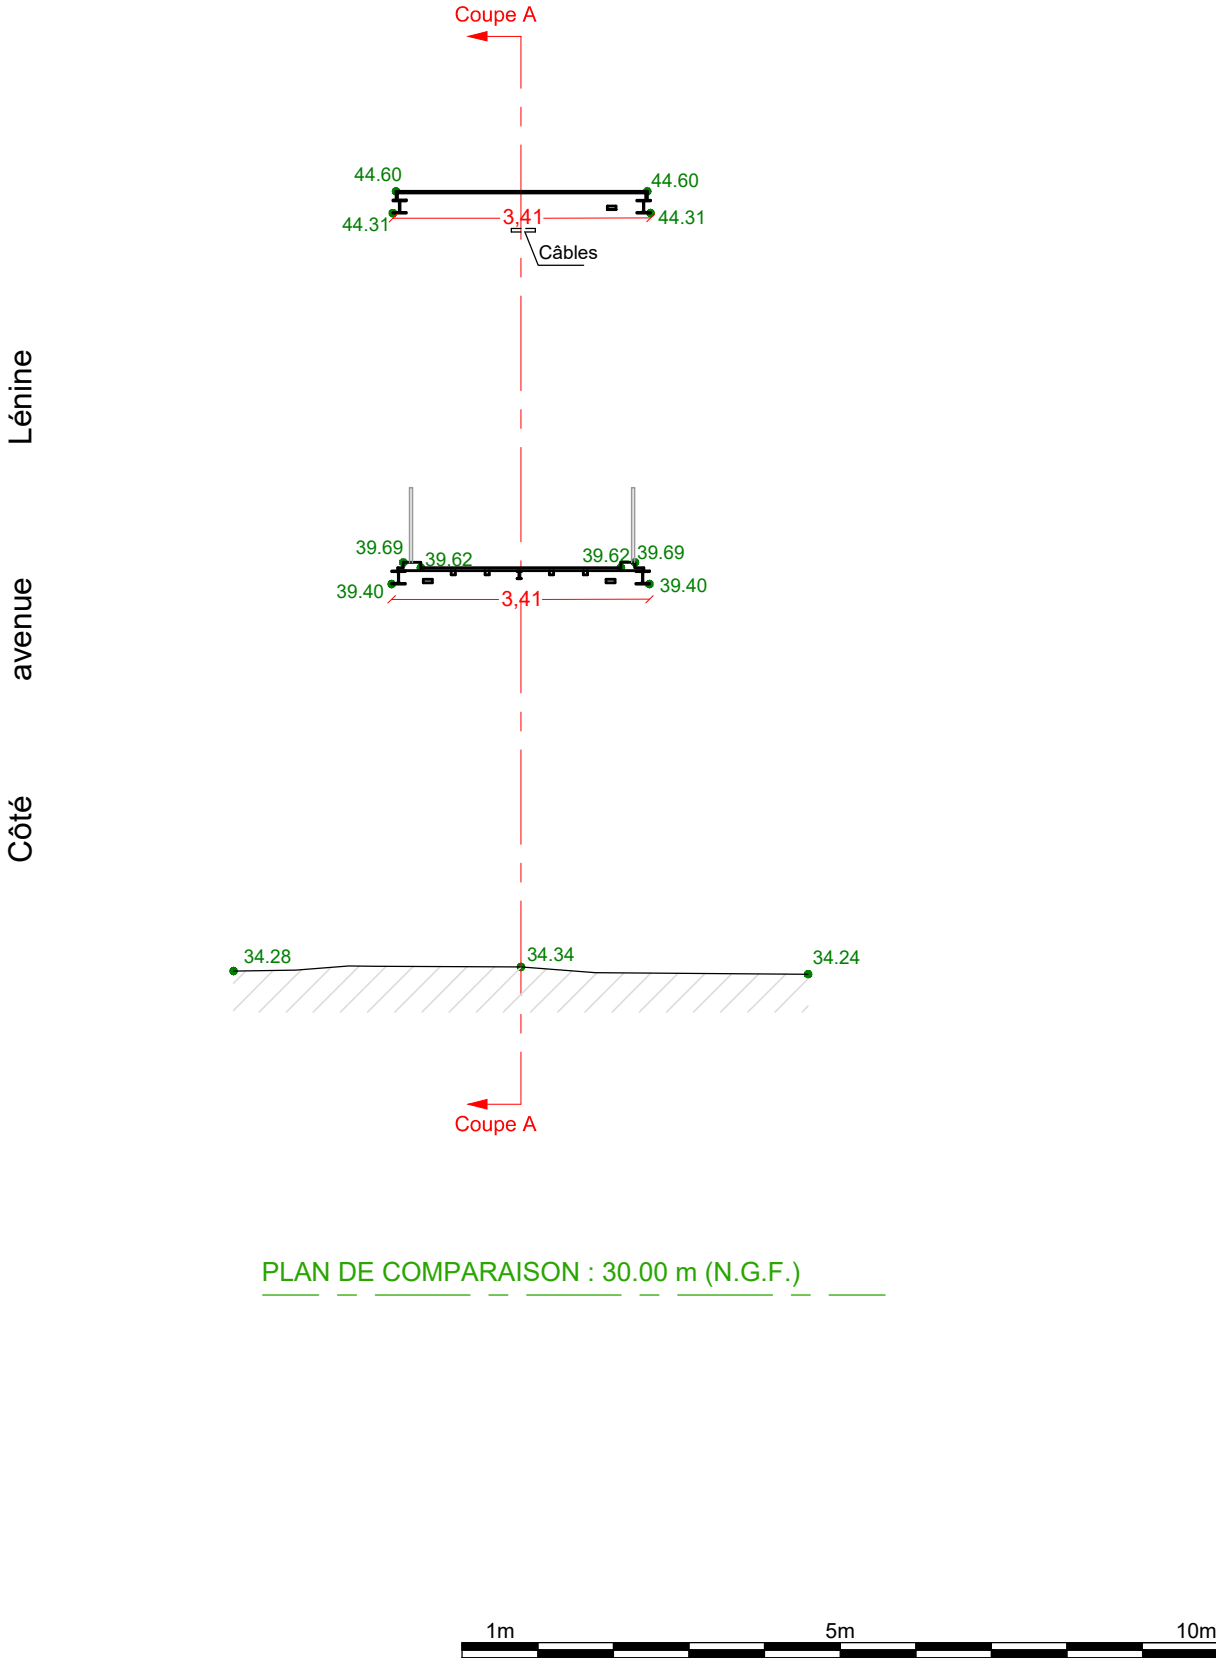 Coupe A
44.60
44.60
44.31
3,41
44.31
Câbles
Côté avenue Lénine
39.69
39.62
39.62
39.69
39.40
3,41
39.40
34.28
34.34
34.24
Coupe A
PLAN DE COMPARAISON : 30.00 m (N.G.F.)
1m 5m 10m